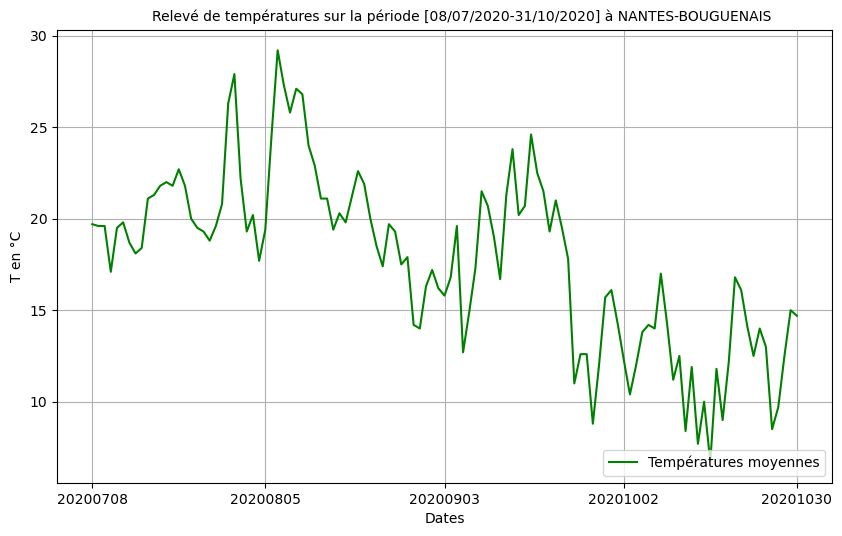 Relevé de températures sur la période [08/07/2020-31/10/2020] à NANTES-BOUGUENAIS
30
25
20
15
10
T en °C
Températures moyennes
20200708 20200805 20200903 20201002 20201030
Dates